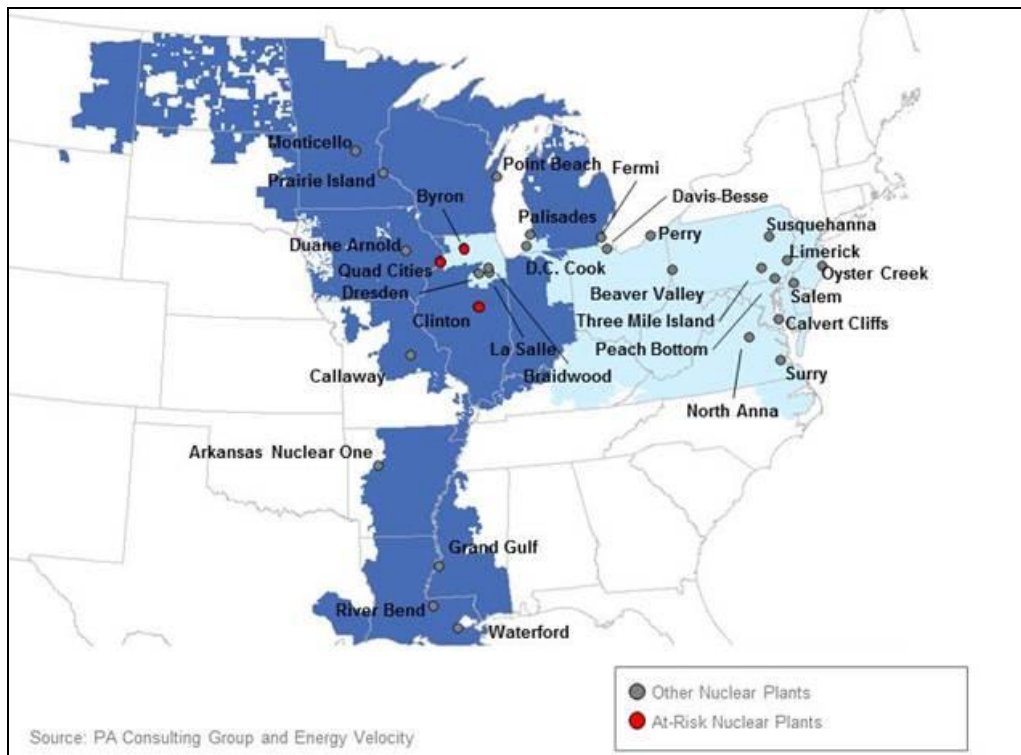 Monticello
Point Beach
Fermi
Prairie Island
Byron
Davis-Besse
Palisades
Perry
Susquehanna
Duane Arnold
Limerick
Quad Cities
D.C. Cook
Oyster Creek
Dresden
Beaver Valley
Salem
Clinton
Three Mile Island
Calvert Cliffs
La Salle
Peach Bottom
Callaway
Braidwood
Surry
North Anna
Arkansas Nuclear One
Grand Gulf
River Bend
Waterford
Other Nuclear Plants
At-Risk Nuclear Plants
Source: PA Consulting Group and Energy Velocity